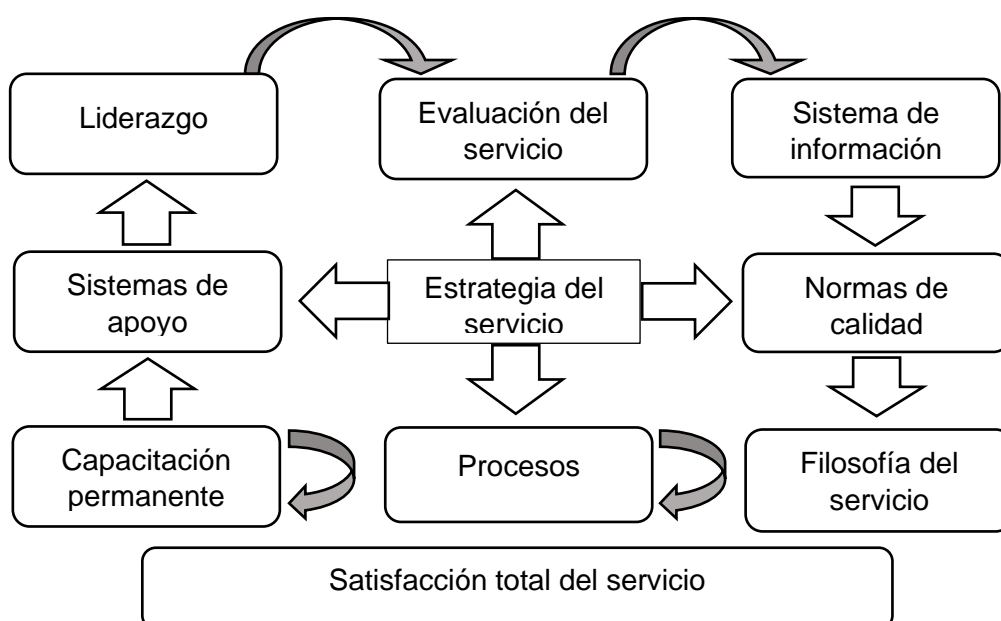 Liderazgo
Evaluación del
servicio
Sistema de
información
Sistemas de
apoyo
Estrategia del
servicio
Normas de
calidad
Capacitación
permanente
Procesos
Filosofía del
servicio
Satisfacción total del servicio